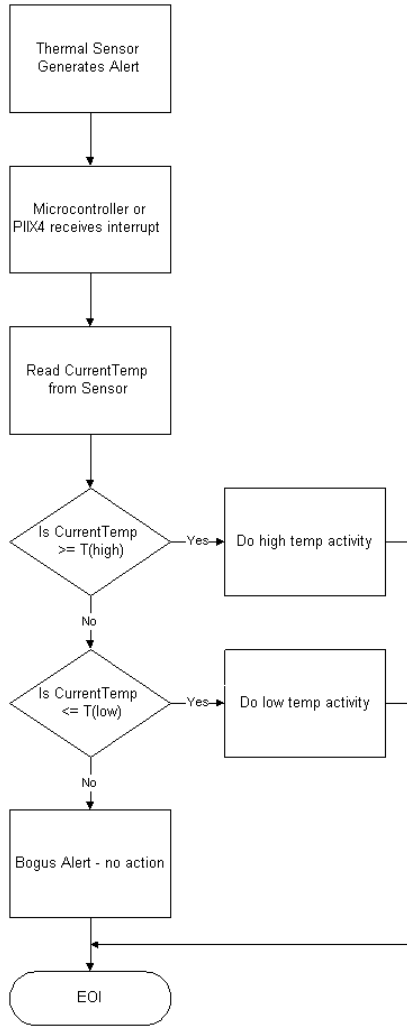 Thermal Sensor
Generates Alert
Microcontroller or
PIIX4 receives interrupt
Read CurrentTemp
from Sensor
Is CurrentTemp
>= T(high)
Yes
Do high temp activity
No
Is CurrentTemp
<= T(low)
Yes
Do low temp activity
No
Bogus Alert - no action
EOI